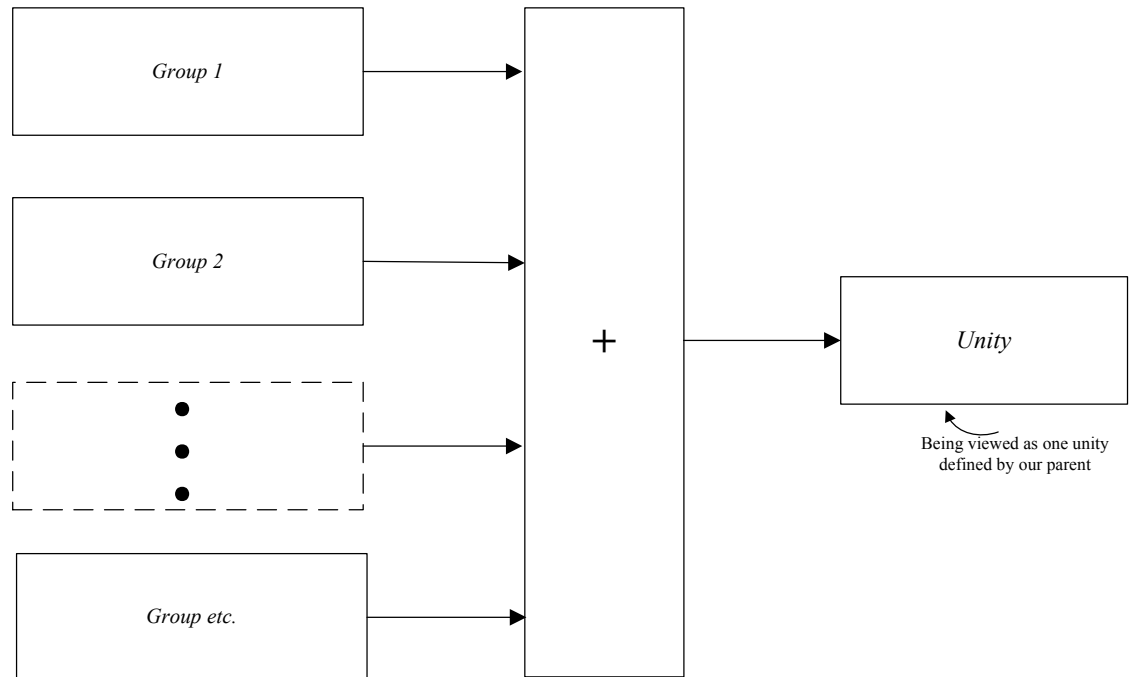 Group 1
Group 2
+
Unity
Being viewed as one unity
defined by our parent
Group etc.